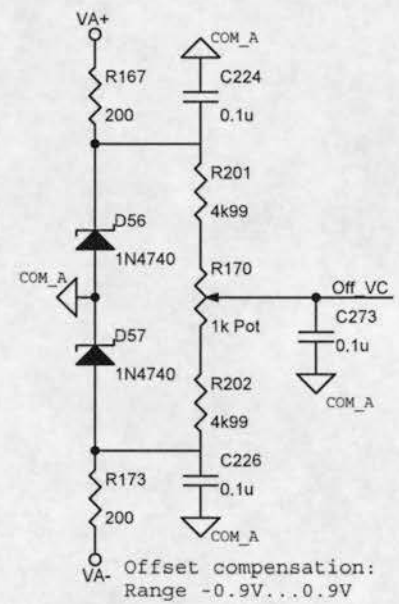 VA+
COM_A
R167
200
C224
0.1u
R201
4k99
D56
1N4740
COM_A
R170
1k Pot
Off_VC
D57
1N4740
C273
0.1u
COM_A
R202
4k99
R173
200
C226
0.1u
COM_A
VA-
Offset compensation:
Range -0.9V...0.9V